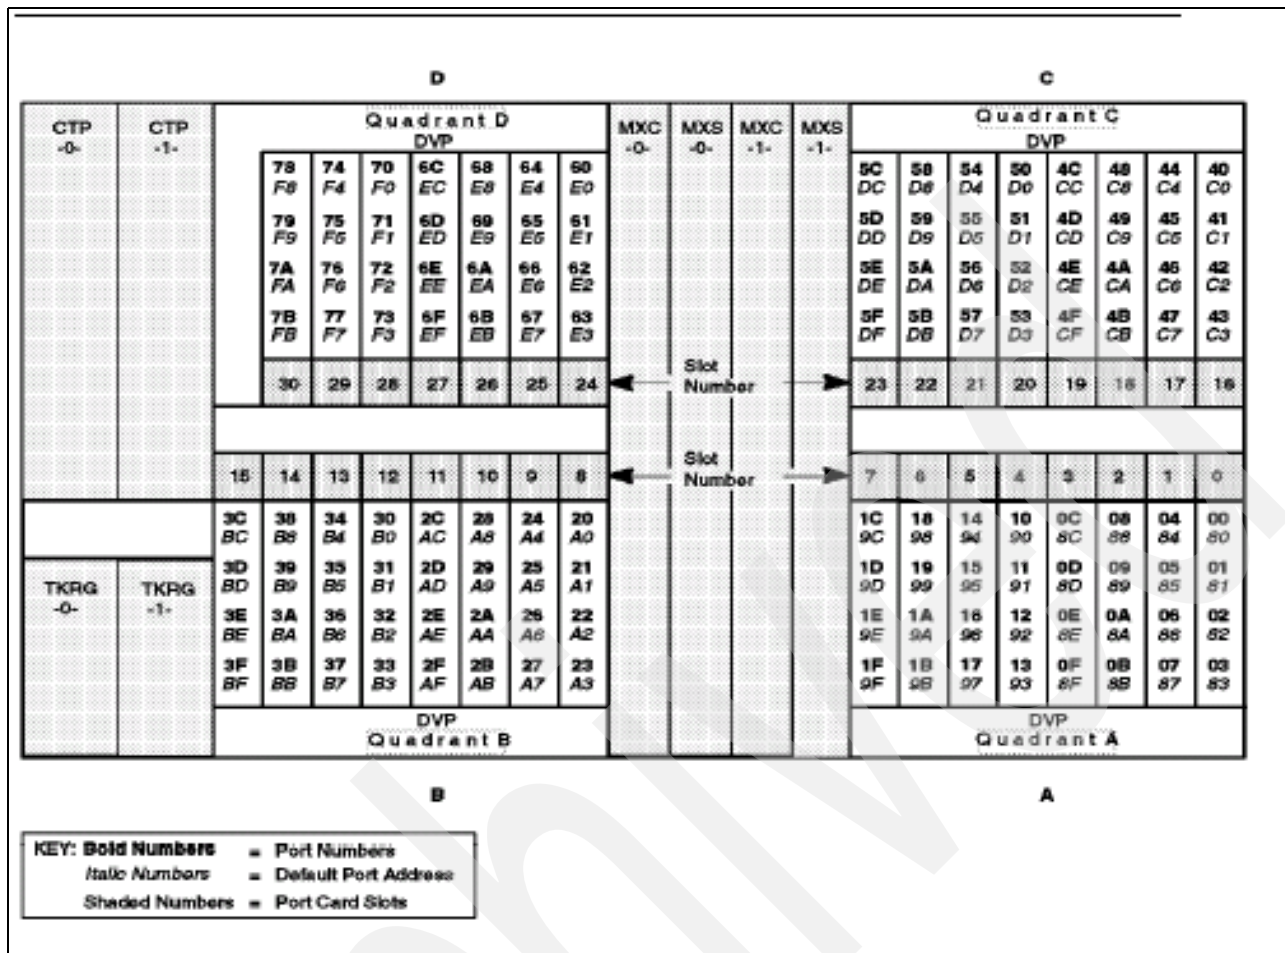 D C
CTP CTP Quadrant D MXC MXS MXC MXS Quadrant C
-0- -1- DVP -0- -0- -1- -1- DVP
78 74 70 6C 68 64 60 5C 58 54 50 4C 48 44 40
F8 F4 F0 EC E8 E4 E0 DC D8 D4 D0 CC C8 C4 C0
79 75 71 6D 69 65 61 5D 59 55 51 4D 49 45 41
F9 F5 F1 ED E9 E5 E1 DD D9 D5 D1 CD C9 C5 C1
7A 76 72 6E 6A 66 62 5E 5A 56 52 4E 4A 46 42
FA F6 F2 EE EA E6 E2 DE DA D6 D2 CE CA C6 C2
7B 77 73 6F 6B 67 63 5F 5B 57 53 4F 4B 47 43
FB F7 F3 EF EB E7 E3 DF DB D7 D3 CF CB C7 C3
30 29 28 27 26 25 24 Slot Number 23 22 21 20 19 18 17 16
15 14 13 12 11 10 9 8 Slot Number 7 6 5 4 3 2 1 0
3C 38 34 30 2C 28 24 20 1C 18 14 10 0C 08 04 00
BC B8 B4 B0 AC A8 A4 A0 9C 98 94 90 8C 88 84 80
3D 39 35 31 2D 29 25 21 1D 19 15 11 0D 09 05 01
BD B9 B5 B1 AD A9 A5 A1 9D 99 95 91 8D 89 85 81
TKRG TKRG
-0- -1-
3E 3A 36 32 2E 2A 26 22 1E 1A 16 12 0E 0A 06 02
BE BA B6 B2 AE AA A6 A2 9E 9A 96 92 8E 8A 86 82
3F 3B 37 33 2F 2B 27 23 1F 1B 17 13 0F 0B 07 03
BF BB B7 B3 AF AB A7 A3 9F 9B 97 93 8F 8B 87 83
DVP DVP
Quadrant B Quadrant A
B A
KEY: Bold Numbers = Port Numbers
Italic Numbers = Default Port Address
Shaded Numbers = Port Card Slots